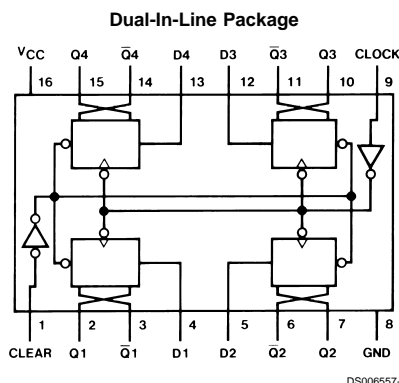 Dual-In-Line Package
VCC Q4 Q̅4 D4 D3 Q̅3 Q3 CLOCK
16 15 14 13 12 11 10 9
1 2 3 4 5 6 7 8
CLEAR Q1 Q̅1 D1 D2 Q̅2 Q2 GND